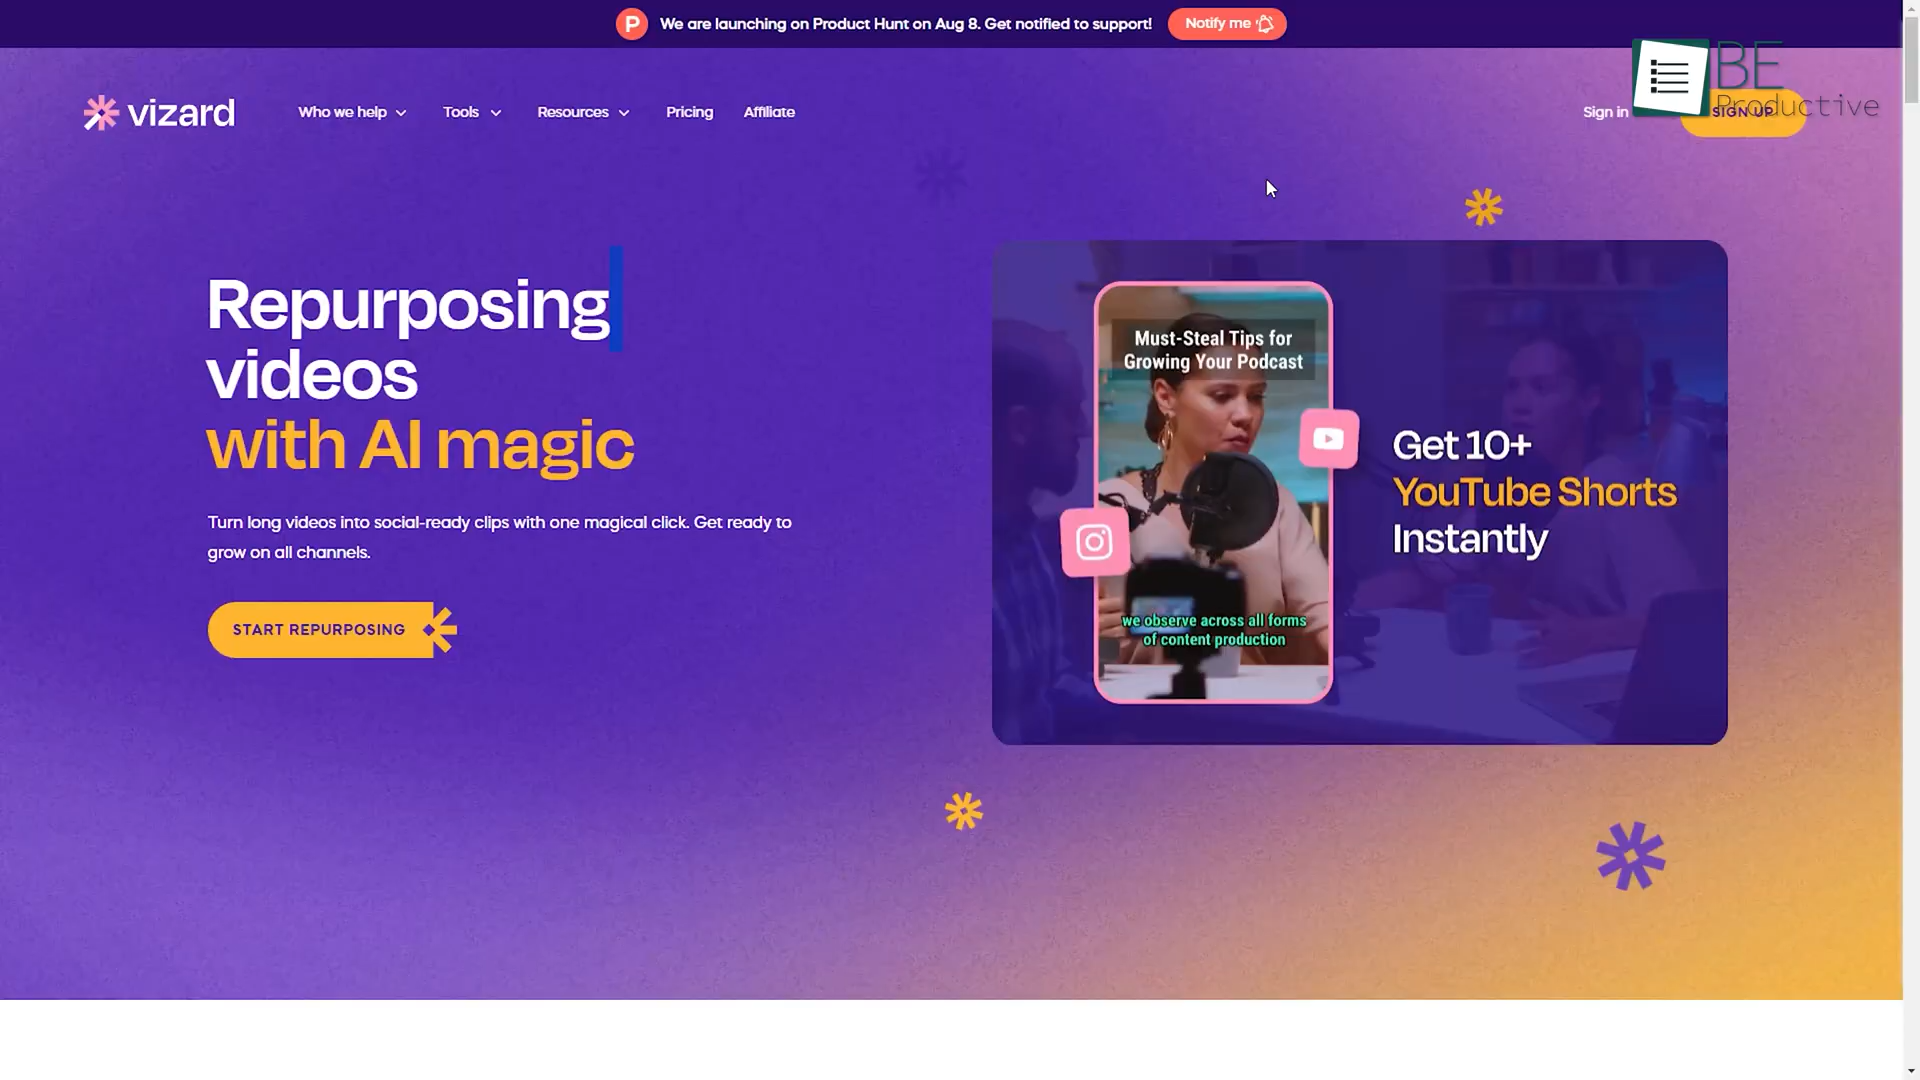 P We are launching on Product Hunt on Aug 8. Get notified to support! Notify me
BE
Productive
vizard Who we help Tools Resources Pricing Affiliate Sign in SIGN UP
Repurposing
videos
with AI magic
Turn long videos into social-ready clips with one magical click. Get ready to
grow on all channels.
START REPURPOSING
Must-Steal Tips for
Growing Your Podcast
we observe across all forms
of content production
Get 10+
YouTube Shorts
Instantly